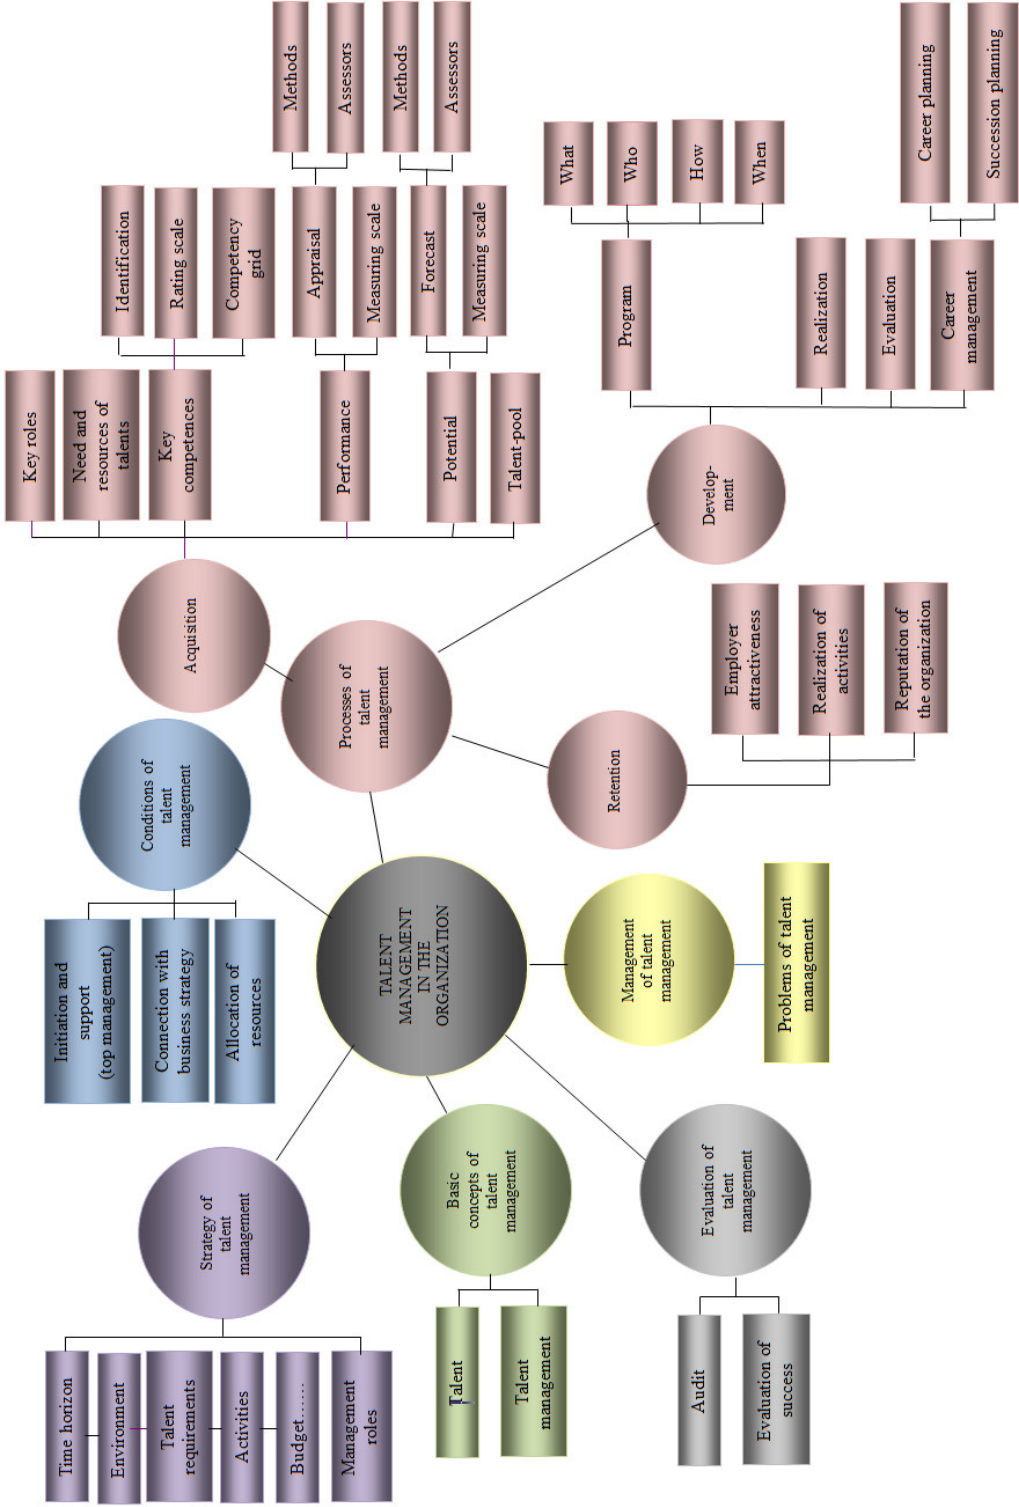 TALENT
MANAGEMENT
IN THE
ORGANIZATION
Strategy of
talent
management
Time horizon
Environment
Talent
requirements
Activities
Budget……
Management
roles
Conditions of
talent
management
Initiation and
support
(top management)
Connection with
business strategy
Allocation of
resources
Processes of
talent
management
Acquisition
Key roles
Need and
resources of
talents
Key
competences
Identification
Rating scale
Competency
grid
Performance
Appraisal
Methods
Assessors
Measuring scale
Potential
Forecast
Methods
Assessors
Measuring scale
Talent-pool
Develop-
ment
Program
What
Who
How
When
Realization
Evaluation
Career
management
Career planning
Succession planning
Retention
Employer
attractiveness
Realization of
activities
Reputation of
the organization
Management
of talent
management
Problems of talent
management
Basic
concepts of
talent
management
Talent
Talent
management
Evaluation of
talent
management
Audit
Evaluation of
success